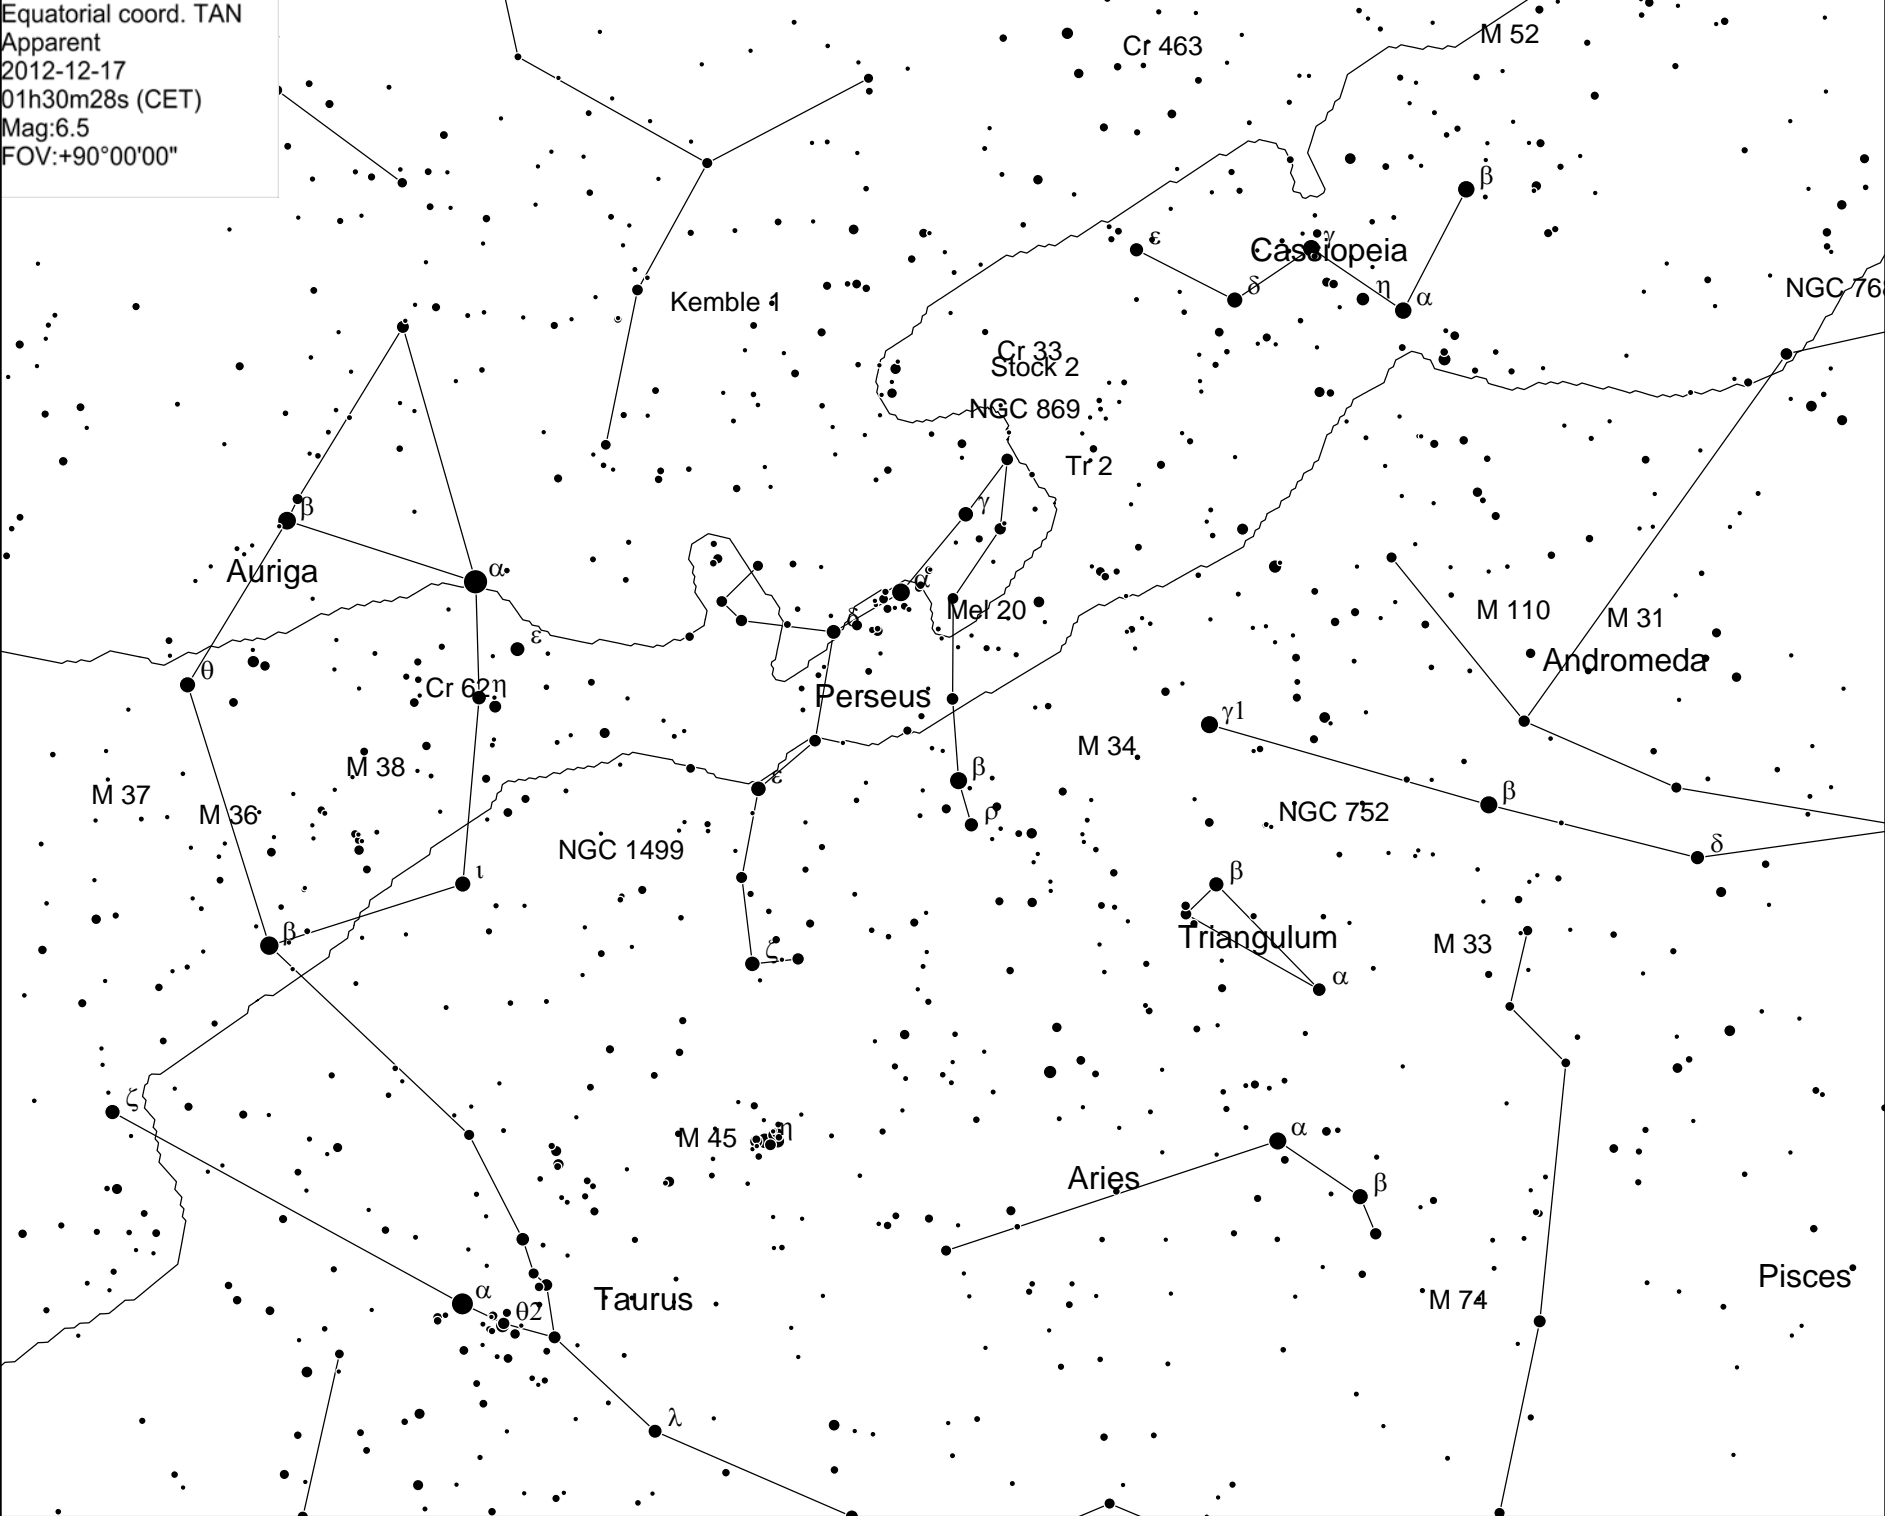 Equatorial coord. TAN
Apparent
2012-12-17
01h30m28s (CET)
Mag:6.5
FOV:+90°00'00"
M 52
Cr 463
β
ε
γ
Cassiopeia
δ
η
α
NGC 768
Kemble 1
Cr 33
Stock 2
NGC 869
Tr 2
β
γ
Auriga
α
α
δ
Mel 20
M 110
M 31
ε
Andromeda
θ
Cr 62
η
Perseus
γ1
M 34
M 38
ε
β
M 37
β
M 36
ρ
NGC 752
NGC 1499
δ
ι
β
β
Triangulum
M 33
ζ
α
ζ
M 45
η
α
Aries
β
Pisces
α
Taurus
θ2
M 74
λ